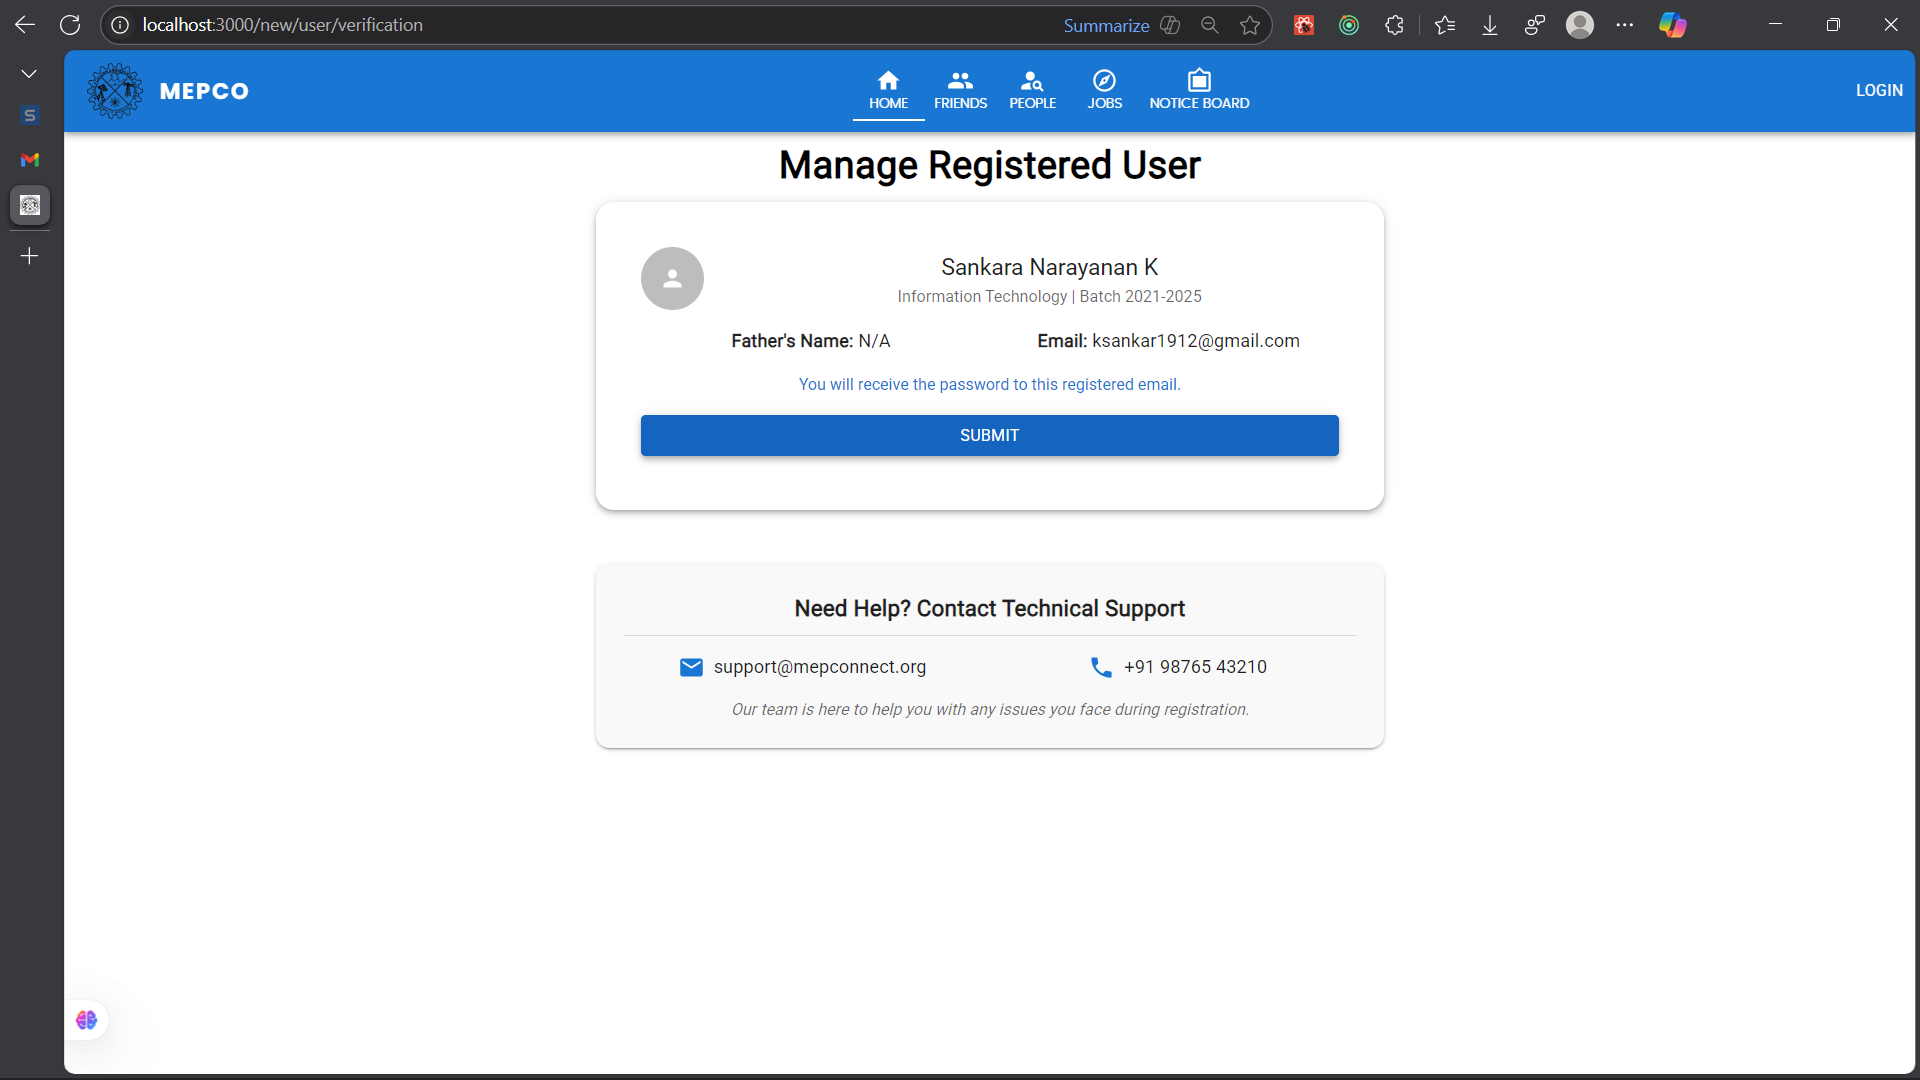 localhost:3000/new/user/verification
Summarize
S
MEPCO
HOME
FRIENDS
PEOPLE
JOBS
NOTICE BOARD
LOGIN
Manage Registered User
Sankara Narayanan K
Information Technology | Batch 2021-2025
Father's Name: N/A
Email: ksankar1912@gmail.com
You will receive the password to this registered email.
SUBMIT
Need Help? Contact Technical Support
support@mepconnect.org
+91 98765 43210
Our team is here to help you with any issues you face during registration.